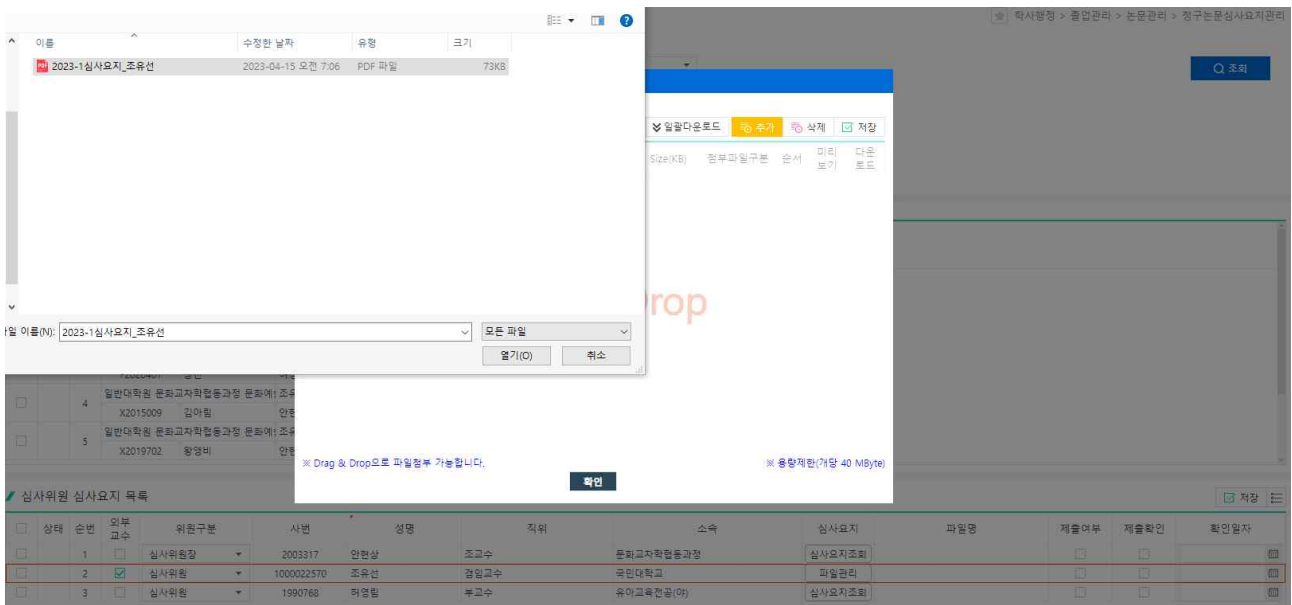 학사행정 > 졸업관리 > 논문관리 > 청구논문심사요지관리
이름 수정한 날짜 유형 크기
2023-1심사요지_조유선 2023-04-15 오전 7:06 PDF 파일 73KB
조회
일괄다운로드 추가 삭제 저장
Size(KB) 첨부파일구분 순서 미리보기 다운로드
rop
일 이름(N): 2023-1심사요지_조유선 모든 파일
열기(O) 취소
4 일반대학원 문화교차학협동과정 문화예 조유
X2015009 김아림 안현
5 일반대학원 문화교차학협동과정 문화예 조유
X2019702 왕영비 안현
※ Drag & Drop으로 파일첨부 가능합니다. ※ 용량제한(개당 40 MByte)
확인
심사위원 심사요지 목록 저장
상태 순번 외부교수 위원구분 사번 성명 직위 소속 심사요지 파일명 제출여부 제출확인 확인일자
1 심사위원장 2003317 안현상 조교수 문화교차학협동과정 심사요지조회
2 심사위원 1000022570 조유선 겸임교수 국민대학교 파일관리
3 심사위원 1990768 허영림 부교수 유아교육전공(야) 심사요지조회